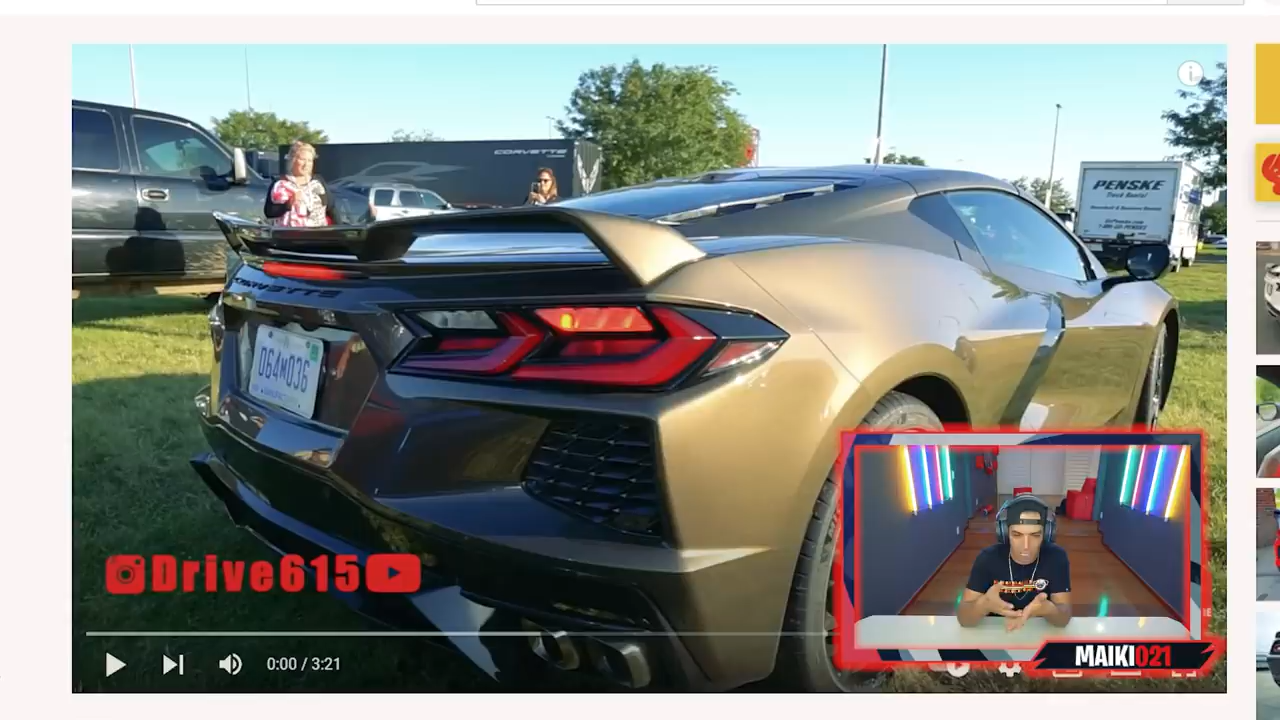 CORVETTE
PENSKE
Truck Rental
CORVETTE
064M036
Drive615
0:00 / 3:21
MAIKI021